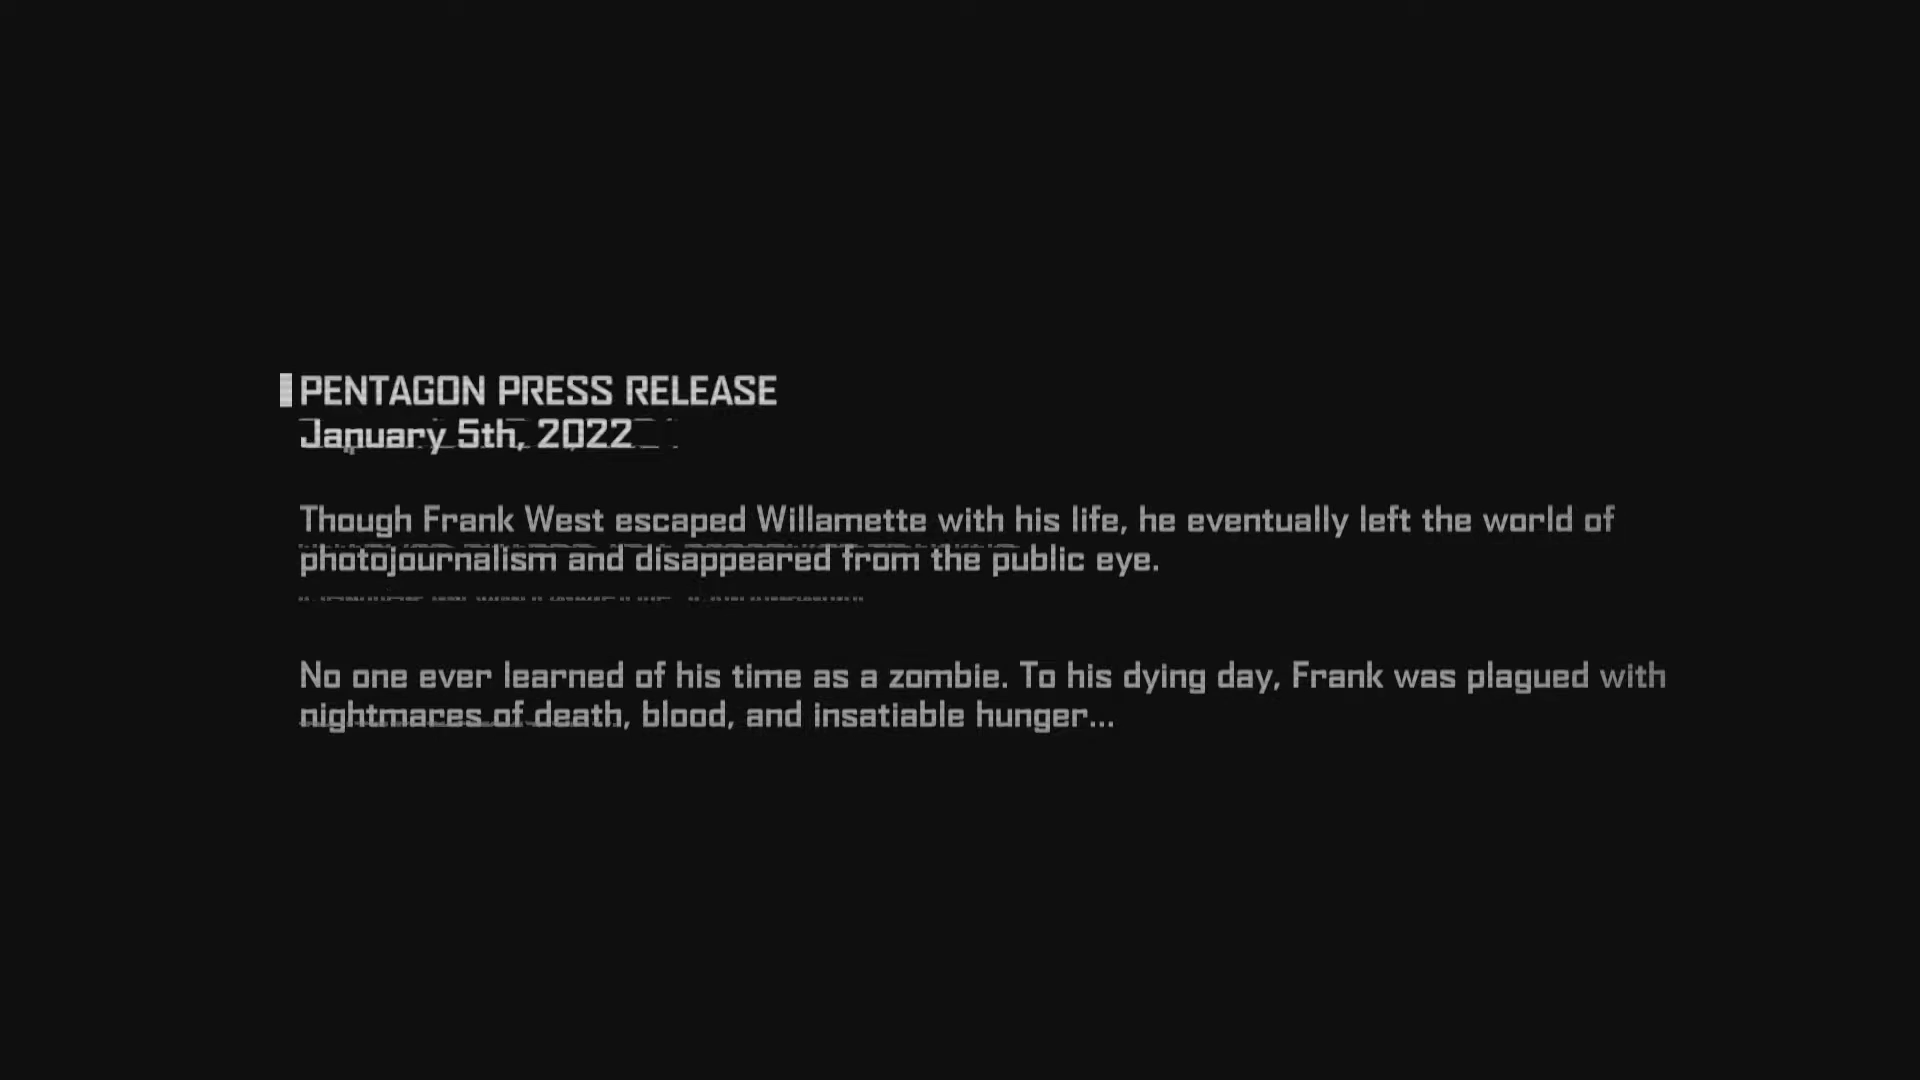 PENTAGON PRESS RELEASE
January 5th, 2022
Though Frank West escaped Willamette with his life, he eventually left the world of
photojournalism and disappeared from the public eye.
No one ever learned of his time as a zombie. To his dying day, Frank was plagued with
nightmares of death, blood, and insatiable hunger...